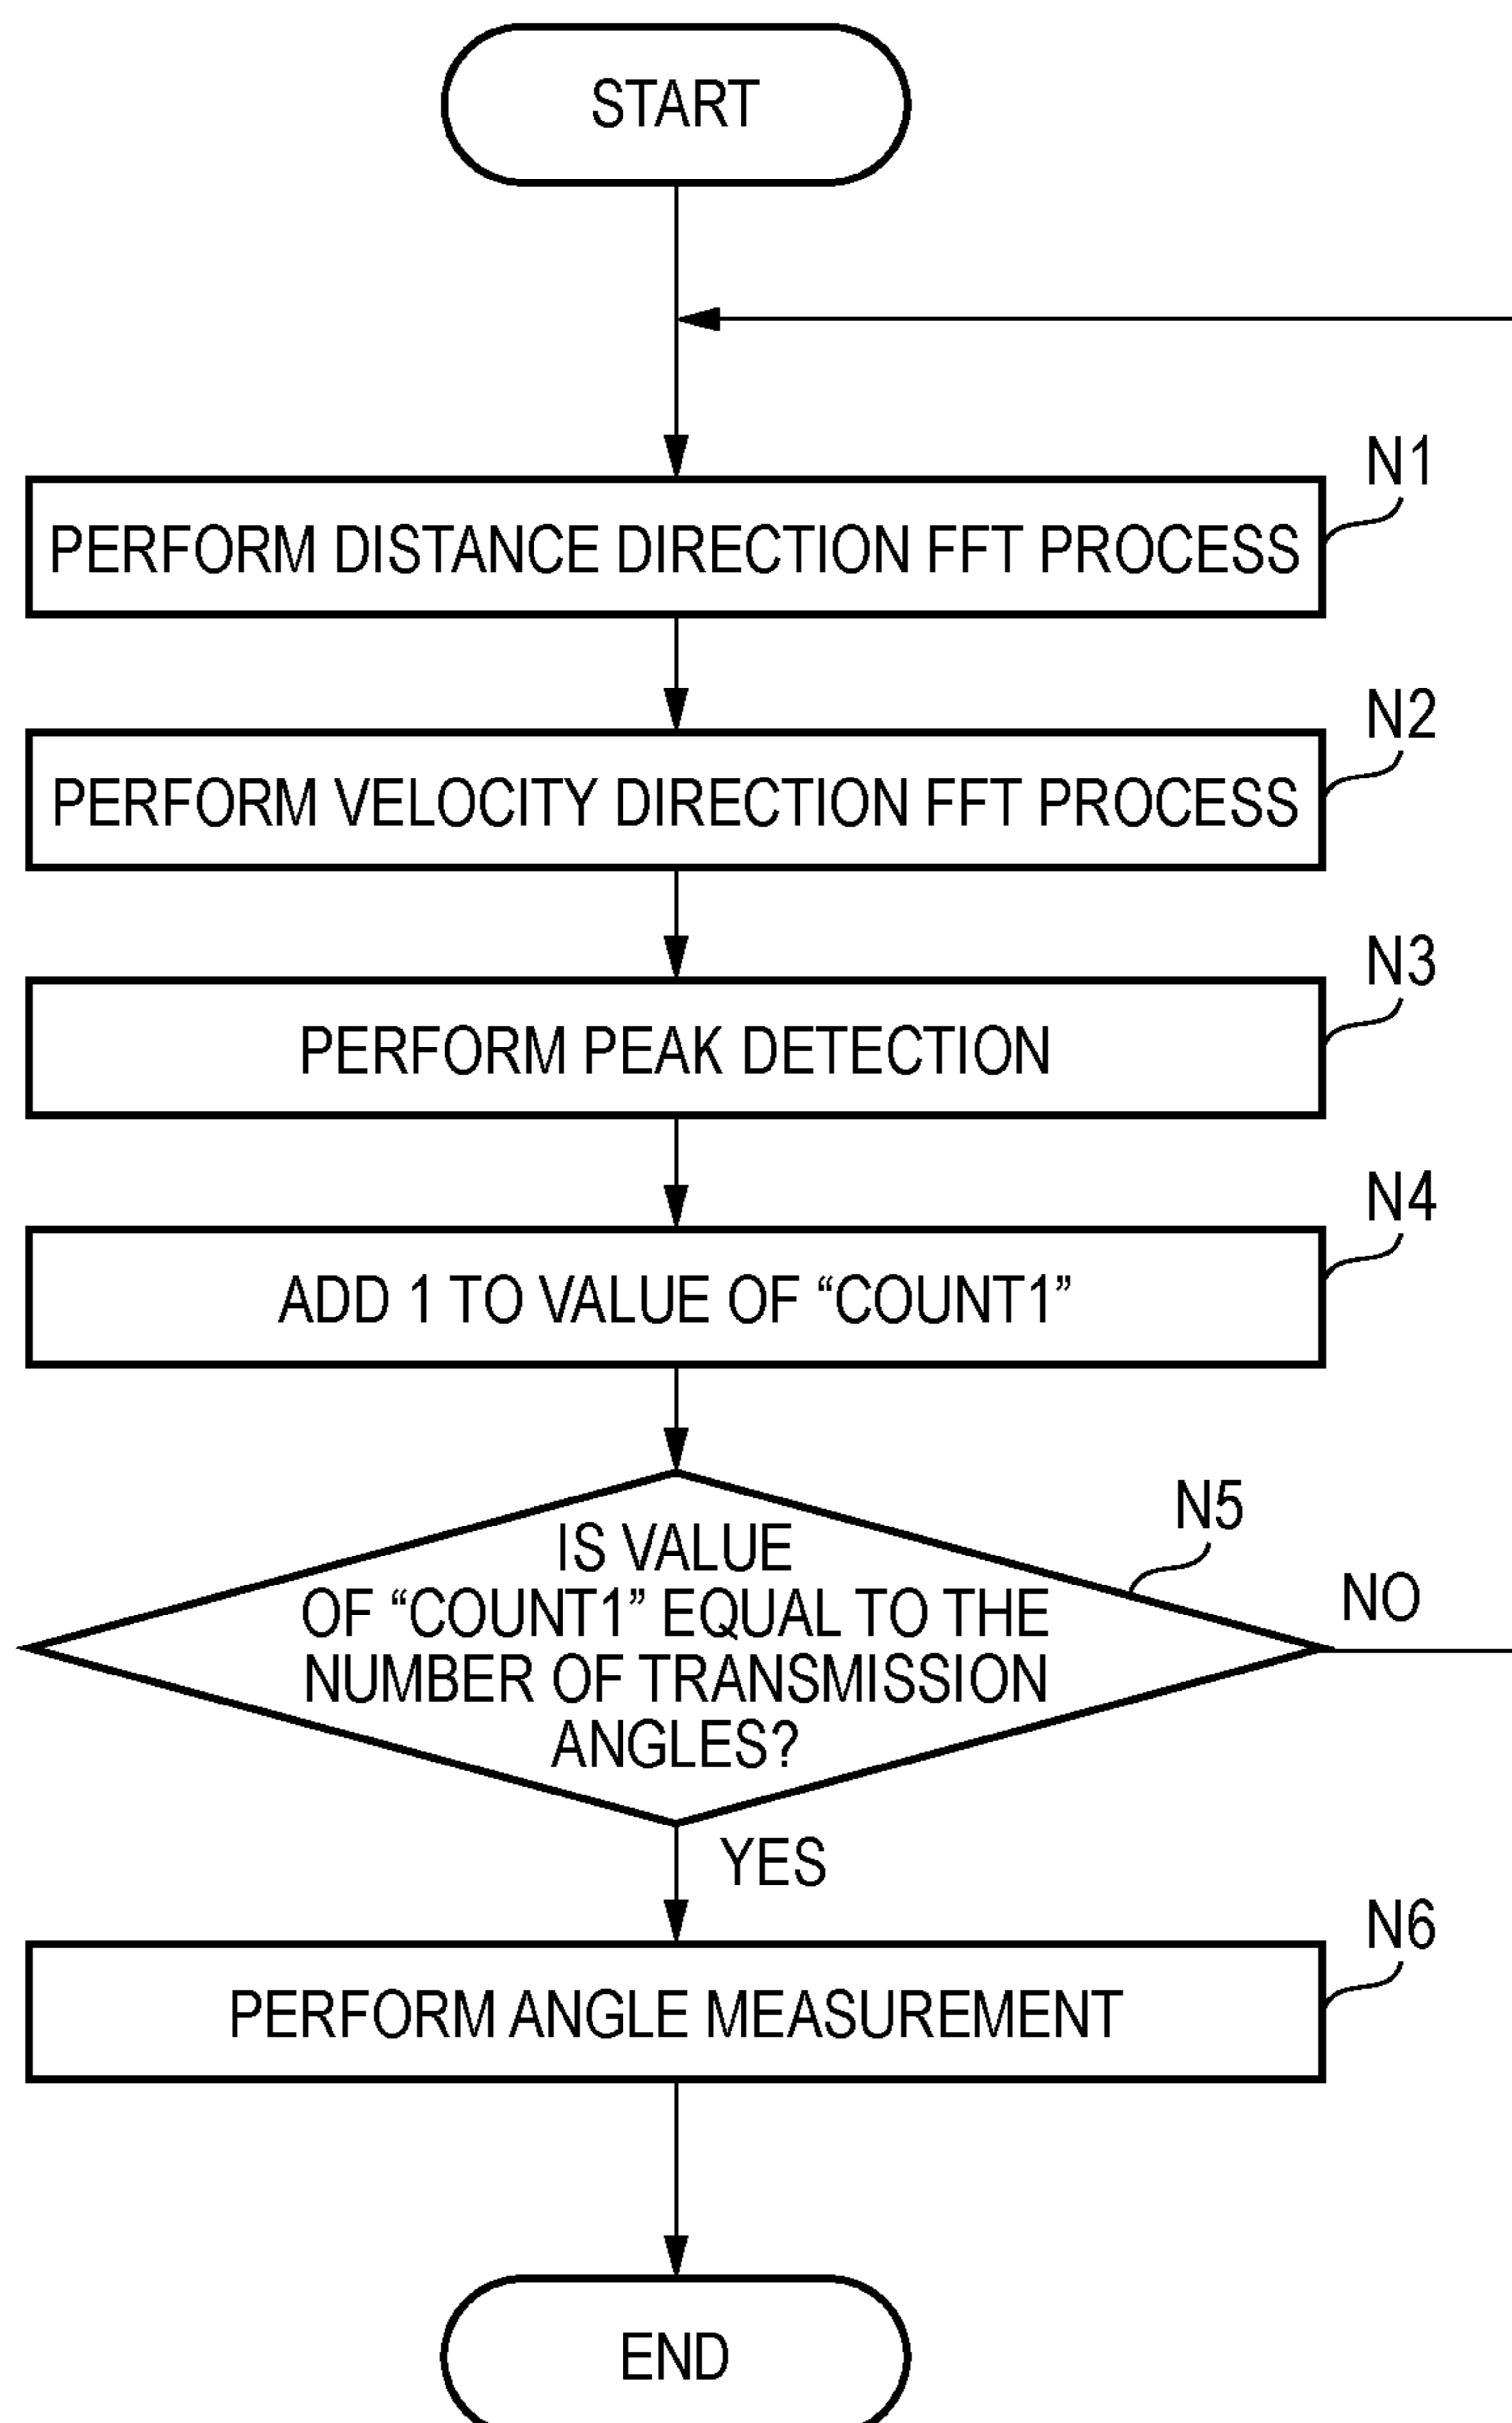 START
N1
PERFORM DISTANCE DIRECTION FFT PROCESS
N2
PERFORM VELOCITY DIRECTION FFT PROCESS
N3
PERFORM PEAK DETECTION
N4
ADD 1 TO VALUE OF “COUNT1”
N5
IS VALUE
OF “COUNT1” EQUAL TO THE
NUMBER OF TRANSMISSION
ANGLES?
NO
YES
N6
PERFORM ANGLE MEASUREMENT
END